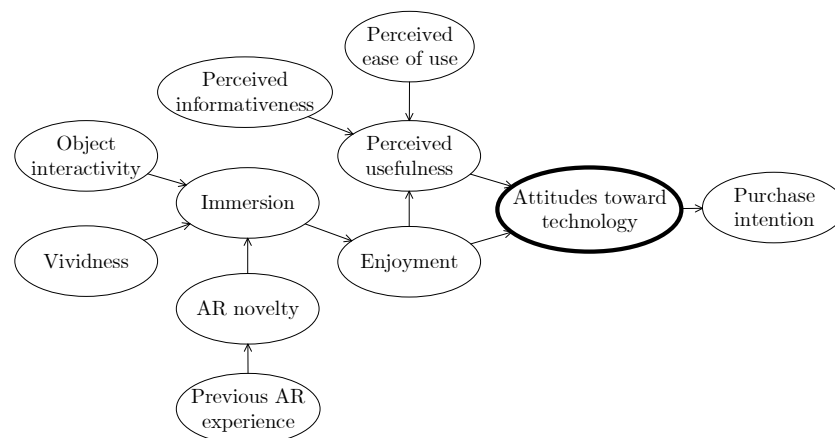 Perceived
ease of use
Perceived
informativeness
Object
interactivity
Perceived
usefulness
Immersion
Attitudes toward
technology
Purchase
intention
Vividness
Enjoyment
AR novelty
Previous AR
experience